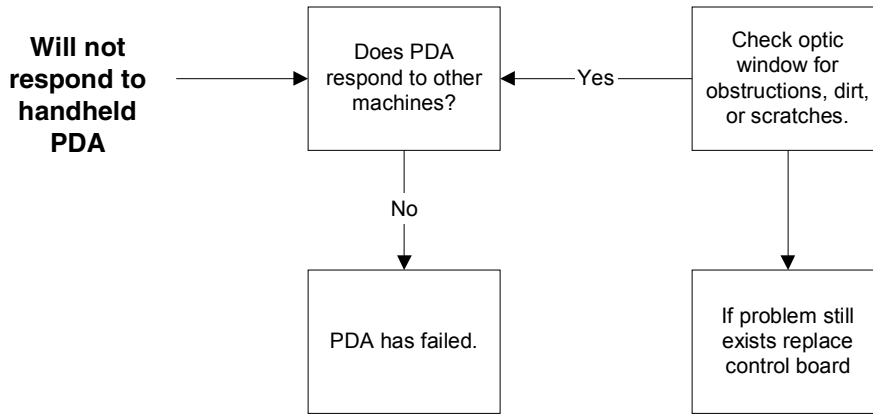 Will not
respond to
handheld
PDA
Does PDA
respond to other
machines?
Yes
Check optic
window for
obstructions, dirt,
or scratches.
No
PDA has failed.
If problem still
exists replace
control board